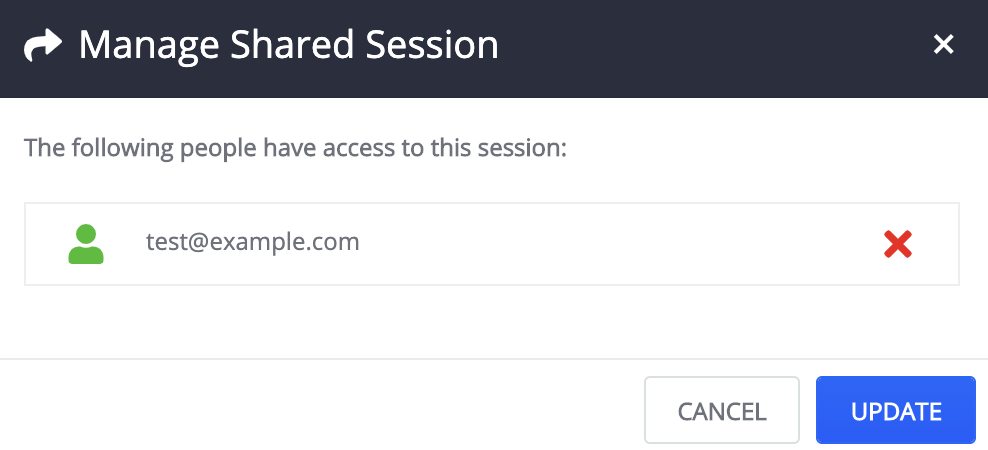 Manage Shared Session
The following people have access to this session:
test@example.com
CANCEL
UPDATE